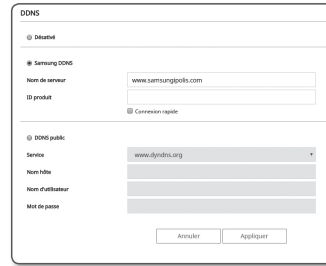 DDNS
Désativé
Samsung DDNS
Nom de serveur www.samsungipolis.com
ID produit
Connexion rapide
DDNS public
Service www.dyndns.org
Nom hôte
Nom d'utilisateur
Mot de passe
Annuler Appliquer